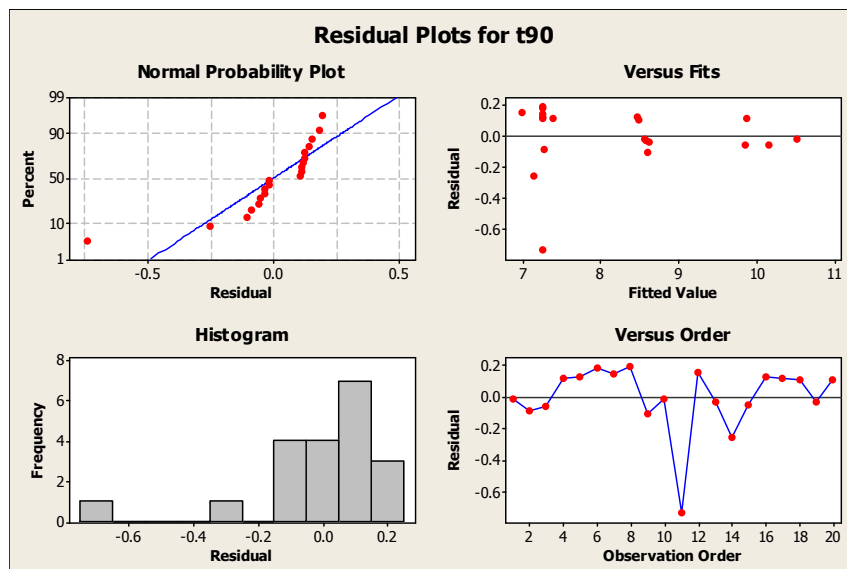 Residual Plots for t90
Normal Probability Plot
99
90
50
10
1
Percent
-0.5 0.0 0.5
Residual
Versus Fits
0.2
0.0
-0.2
-0.4
-0.6
Residual
7 8 9 10 11
Fitted Value
Histogram
8
6
4
2
0
Frequency
-0.6 -0.4 -0.2 0.0 0.2
Residual
Versus Order
0.2
0.0
-0.2
-0.4
-0.6
Residual
2 4 6 8 10 12 14 16 18 20
Observation Order